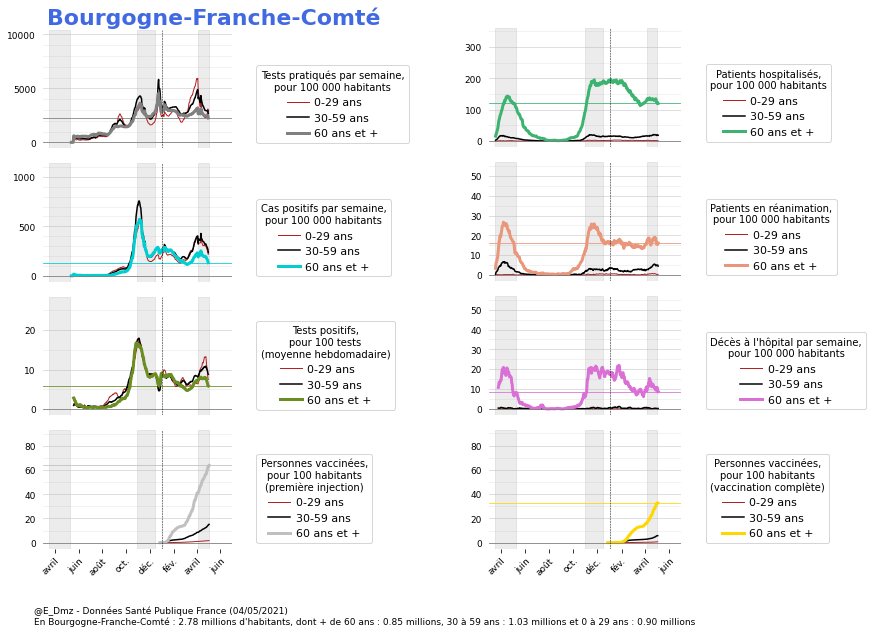 Bourgogne-Franche-Comté
10000
5000
0
Tests pratiqués par semaine,
pour 100 000 habitants
0-29 ans
30-59 ans
60 ans et +
300
200
100
0
Patients hospitalisés,
pour 100 000 habitants
0-29 ans
30-59 ans
60 ans et +
1000
500
0
Cas positifs par semaine,
pour 100 000 habitants
0-29 ans
30-59 ans
60 ans et +
50
40
30
20
10
0
Patients en réanimation,
pour 100 000 habitants
0-29 ans
30-59 ans
60 ans et +
20
10
0
Tests positifs,
pour 100 tests
(moyenne hebdomadaire)
0-29 ans
30-59 ans
60 ans et +
50
40
30
20
10
0
Décès à l'hôpital par semaine,
pour 100 000 habitants
0-29 ans
30-59 ans
60 ans et +
80
60
40
20
0
avril
juin
août
oct.
déc.
fév.
avril
juin
Personnes vaccinées,
pour 100 habitants
(première injection)
0-29 ans
30-59 ans
60 ans et +
80
60
40
20
0
avril
juin
août
oct.
déc.
fév.
avril
juin
Personnes vaccinées,
pour 100 habitants
(vaccination complète)
0-29 ans
30-59 ans
60 ans et +
@E_Dmz - Données Santé Publique France (04/05/2021)
En Bourgogne-Franche-Comté : 2.78 millions d'habitants, dont + de 60 ans : 0.85 millions, 30 à 59 ans : 1.03 millions et 0 à 29 ans : 0.90 millions